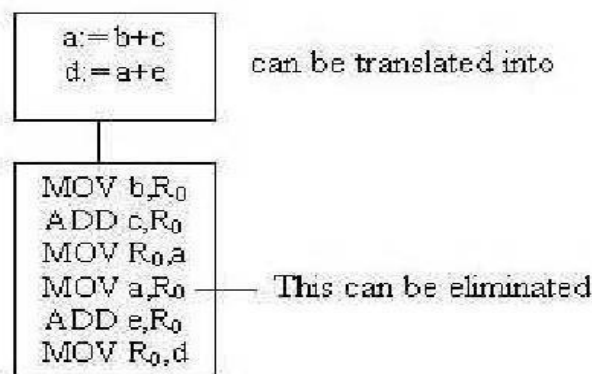 a:=b+c
d:=a+e
can be translated into
MOV b,R₀
ADD c,R₀
MOV R₀,a
MOV a,R₀
This can be eliminated
ADD e,R₀
MOV R₀,d